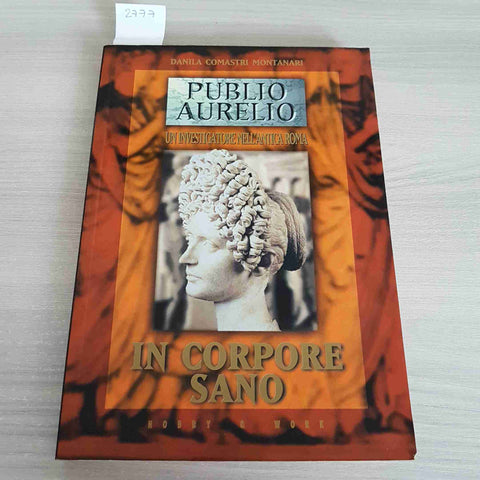 2777
DANILA COMASTRI MONTANARI
PUBLIO
AURELIO
UN INVESTIGATORE NELL'ANTICA ROMA
IN CORPORE
SANO
HOBBY & WORK